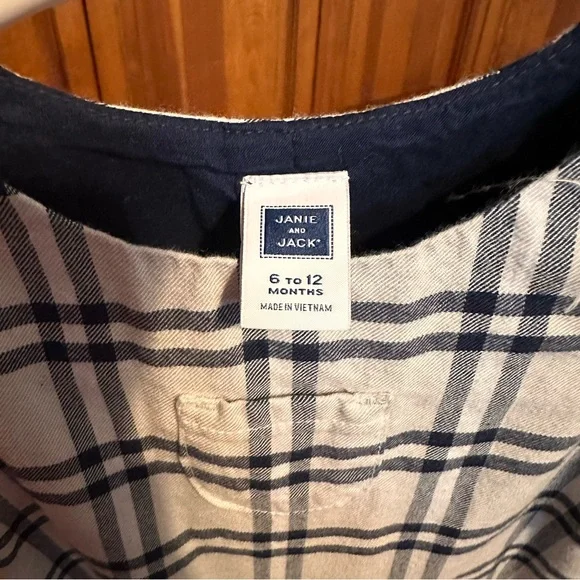 JANIE
AND
JACK®
6 TO 12
MONTHS
MADE IN VIETNAM